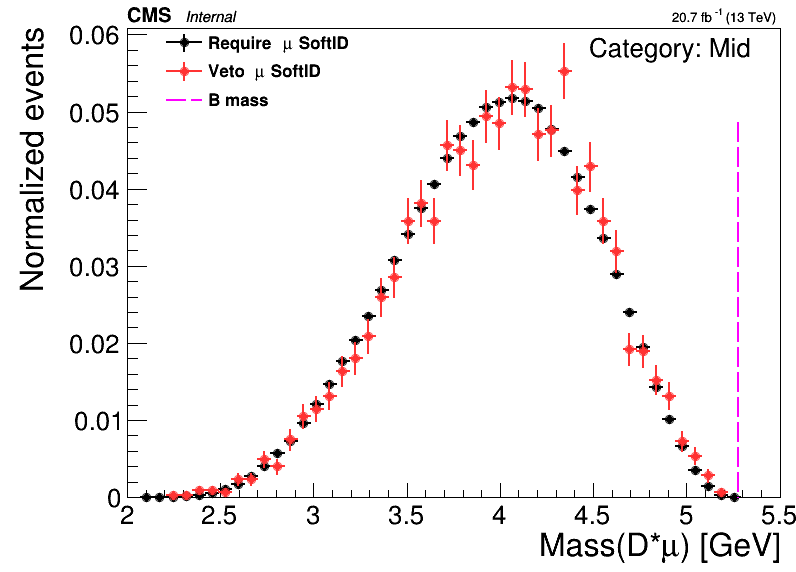 CMS Internal 20.7 fb⁻¹ (13 TeV)
Normalized events
Category: Mid
Require μ SoftID
Veto μ SoftID
B mass
0.06
0.05
0.04
0.03
0.02
0.01
0
2 2.5 3 3.5 4 4.5 5 5.5
Mass(D*μ) [GeV]